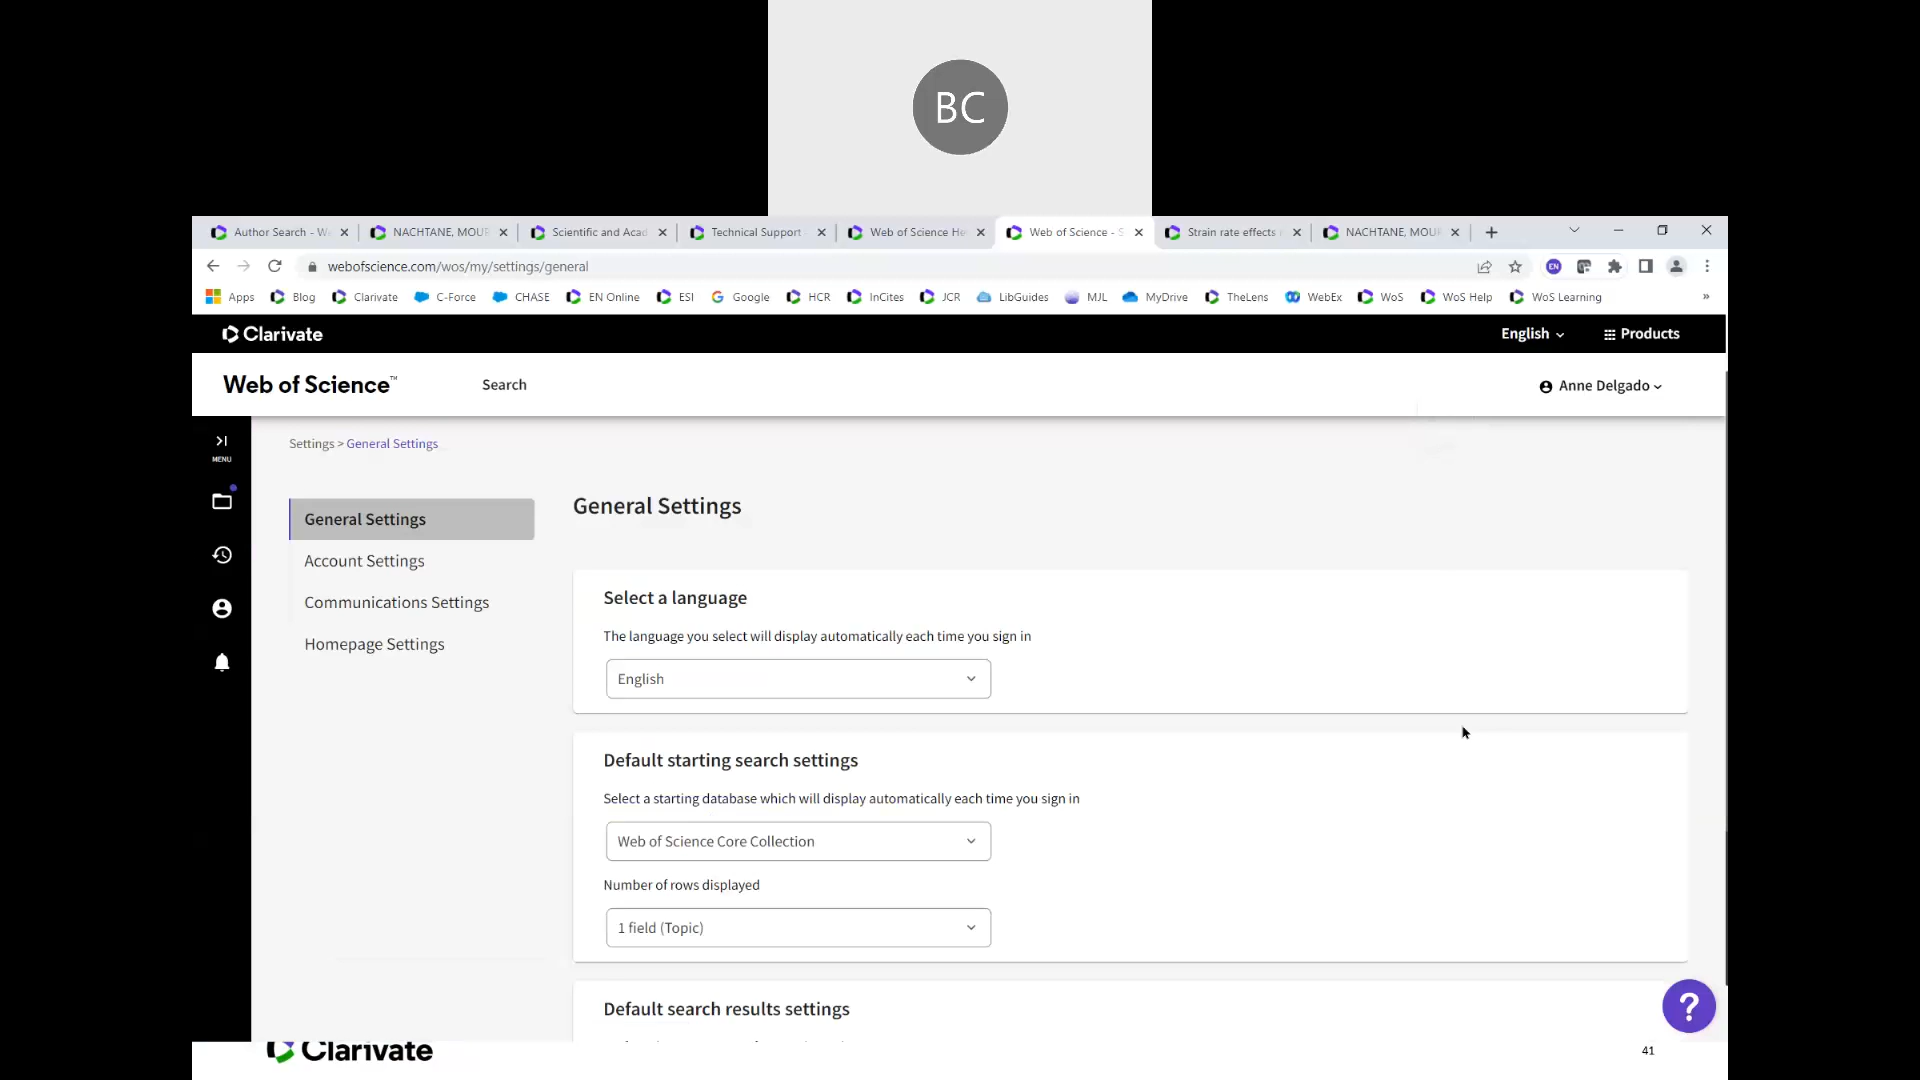 BC
Author Search - W
NACHTANE, MOUR
Scientific and Acad
Technical Support
Web of Science He
Web of Science - S
Strain rate effects
NACHTANE, MOUR
webofscience.com/wos/my/settings/general
EN
Apps
Blog
Clarivate
C-Force
CHASE
EN Online
ESI
Google
HCR
InCites
JCR
LibGuides
MJL
MyDrive
TheLens
WebEx
WoS
WoS Help
WoS Learning
»
Clarivate
English
Products
Web of Science™
Search
Anne Delgado
MENU
Settings > General Settings
General Settings
Account Settings
Communications Settings
Homepage Settings
General Settings
Select a language
The language you select will display automatically each time you sign in
English
Default starting search settings
Select a starting database which will display automatically each time you sign in
Web of Science Core Collection
Number of rows displayed
1 field (Topic)
Default search results settings
?
Clarivate
41